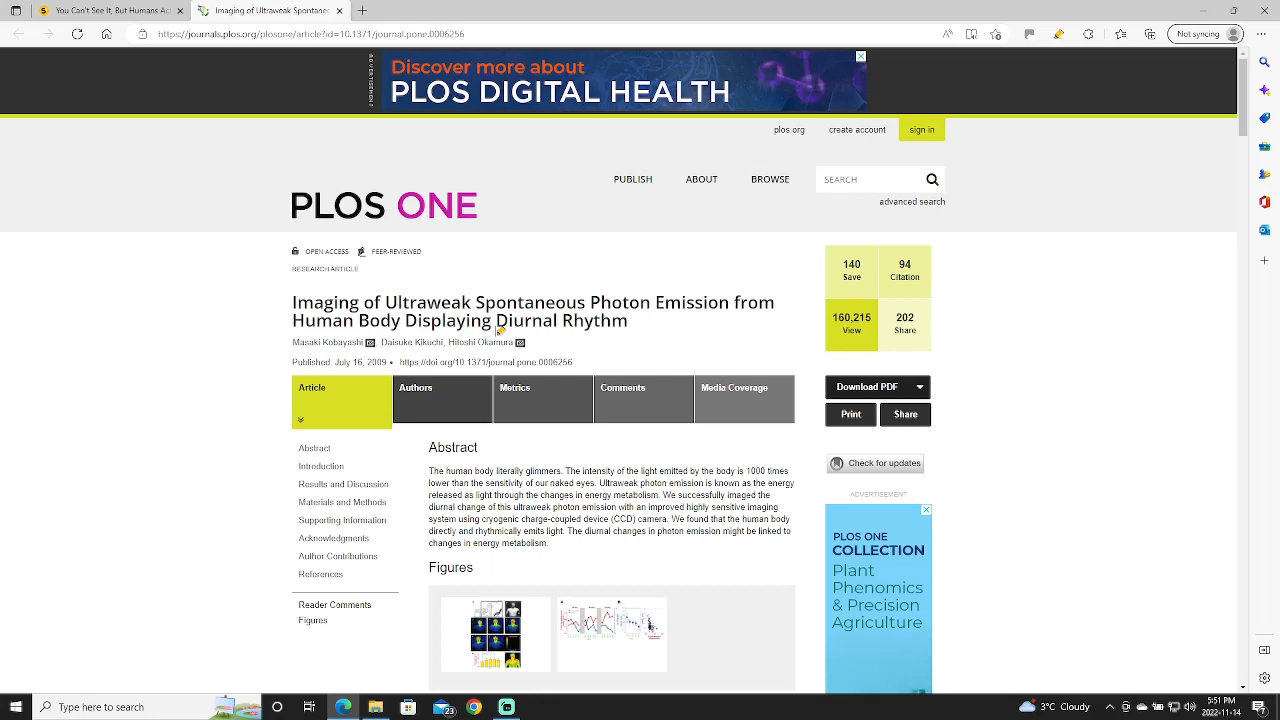 You Can't See It, But Humans Ac
Imaging of Ultraweak Spontaneo
https://journals.plos.org/plosone/article?id=10.1371/journal.pone.0006256
Not syncing
ADVERTISEMENT
Discover more about
PLOS DIGITAL HEALTH
plos.org
create account
sign in
PUBLISH
ABOUT
BROWSE
SEARCH
advanced search
PLOS ONE
OPEN ACCESS
PEER-REVIEWED
RESEARCH ARTICLE
Imaging of Ultraweak Spontaneous Photon Emission from
Human Body Displaying Diurnal Rhythm
Masaki Kobayashi, Daisuke Kikuchi, Hitoshi Okamura
Published: July 16, 2009 • https://doi.org/10.1371/journal.pone.0006256
140
Save
94
Citation
160,215
View
202
Share
Article
Authors
Metrics
Comments
Media Coverage
Download PDF
Print
Share
Check for updates
Abstract
Introduction
Results and Discussion
Materials and Methods
Supporting Information
Acknowledgments
Author Contributions
References
Reader Comments
Figures
Abstract
The human body literally glimmers. The intensity of the light emitted by the body is 1000 times
lower than the sensitivity of our naked eyes. Ultraweak photon emission is known as the energy
released as light through the changes in energy metabolism. We successfully imaged the
diurnal change of this ultraweak photon emission with an improved highly sensitive imaging
system using cryogenic charge-coupled device (CCD) camera. We found that the human body
directly and rhythmically emits light. The diurnal changes in photon emission might be linked to
changes in energy metabolism.
Figures
ADVERTISEMENT
PLOS ONE
COLLECTION
Plant
Phenomics
& Precision
Agriculture
Type here to search
23
3°C Cloudy
5:51 PM
2022-11-14